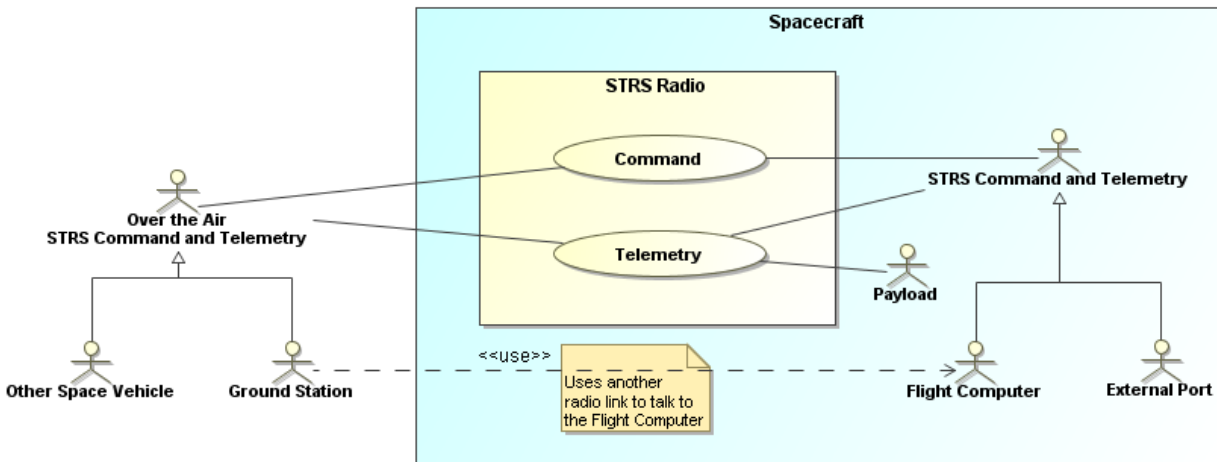 Spacecraft
STRS Radio
Command
STRS Command and Telemetry
Over the Air
STRS Command and Telemetry
Telemetry
Payload
<<use>>
Uses another
radio link to talk to
the Flight Computer
Other Space Vehicle
Ground Station
Flight Computer
External Port